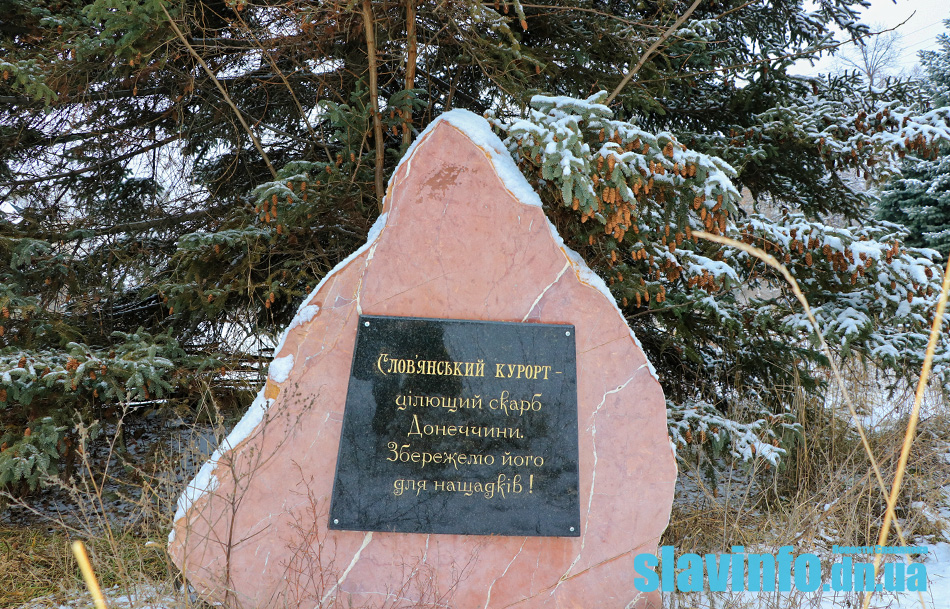 Слов'янський курорт -
цілющий скарб
Донеччини.
Збережемо його
для нащадків!
slavinfo.dn.ua